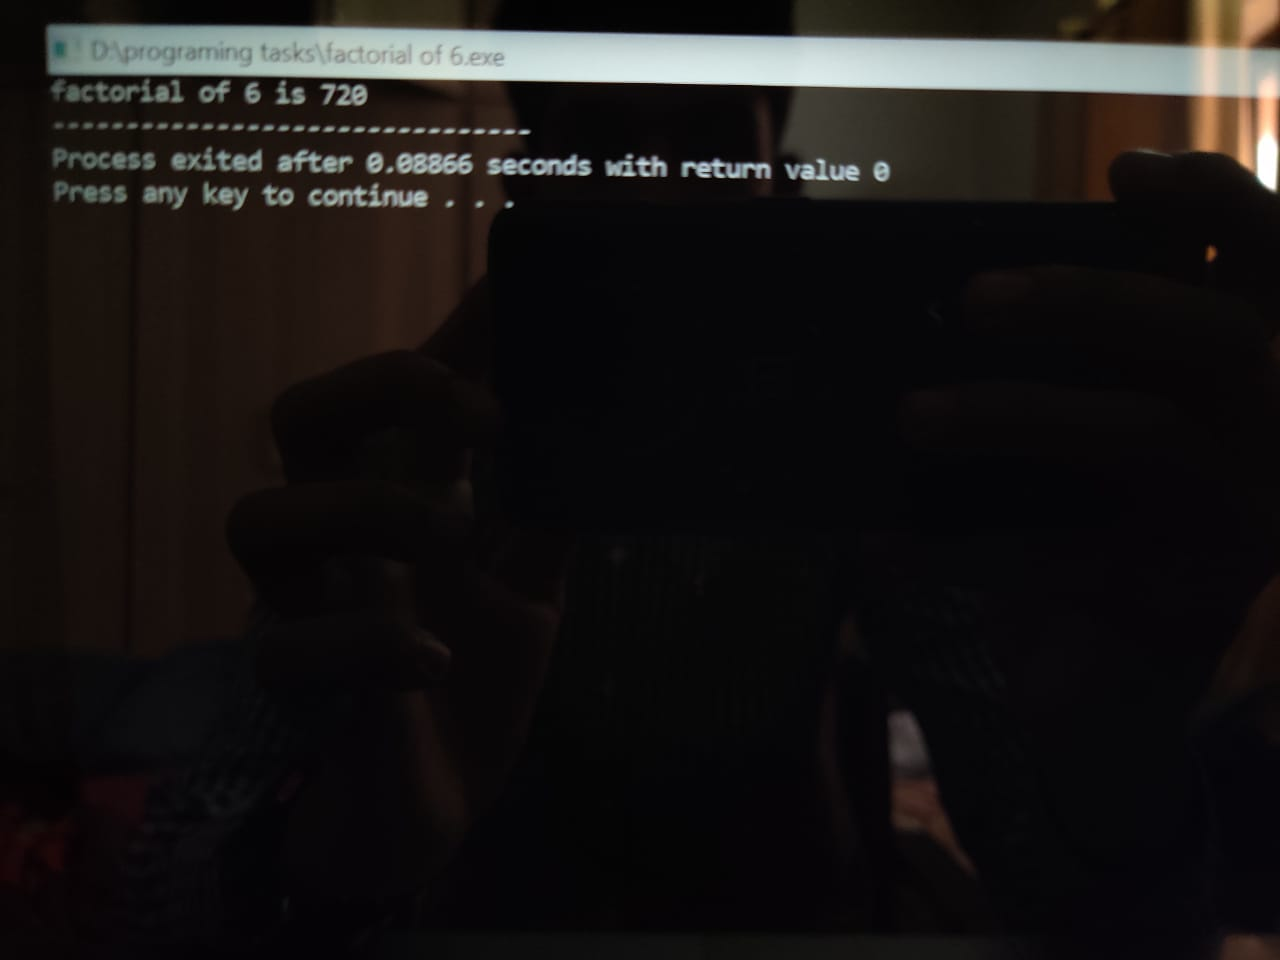 D:\programing tasks\factorial of 6.exe
factorial of 6 is 720
--------------------------------
Process exited after 0.08866 seconds with return value 0
Press any key to continue . . .